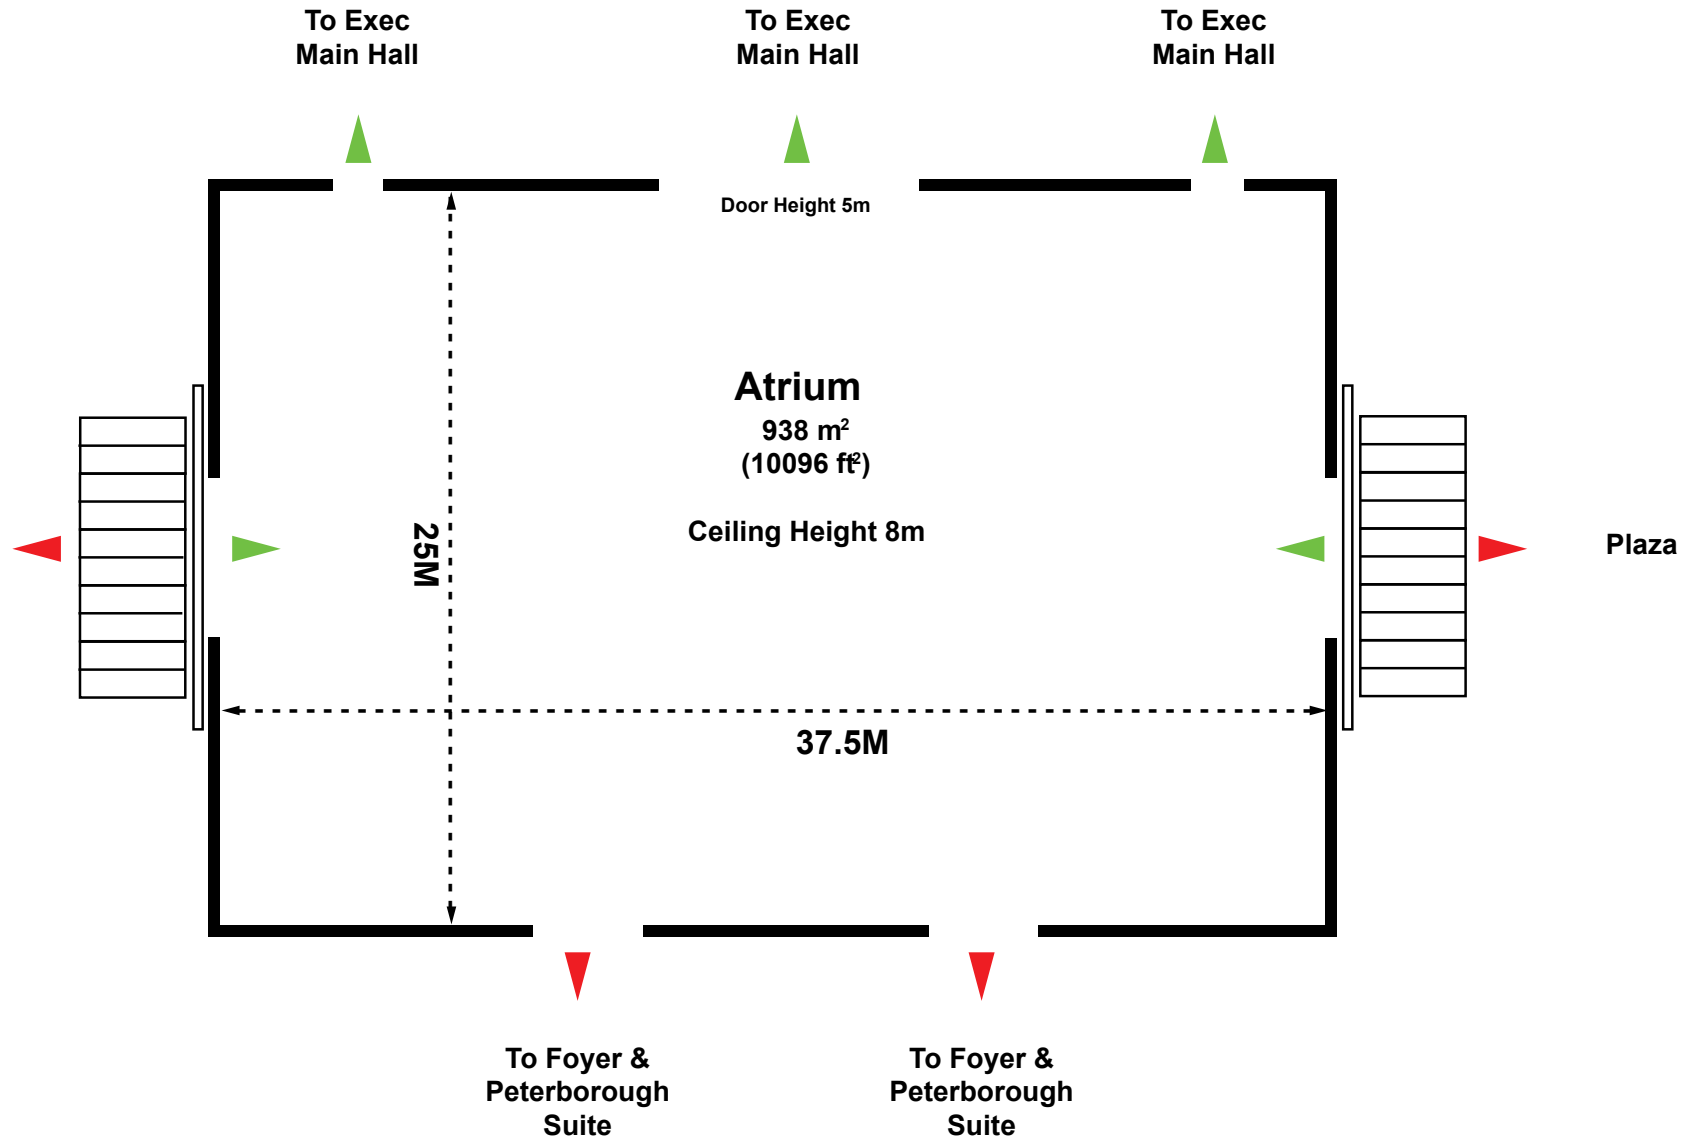 To Exec
Main Hall
To Exec
Main Hall
To Exec
Main Hall
Door Height 5m
Atrium
938 m²
(10096 ft²)
Ceiling Height 8m
25M
Plaza
37.5M
To Foyer &
Peterborough
Suite
To Foyer &
Peterborough
Suite